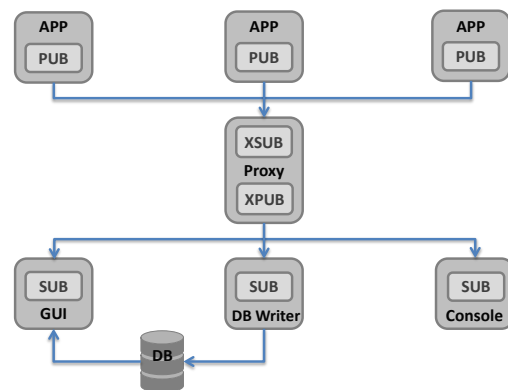 APP
APP
APP
PUB
PUB
PUB
XSUB
Proxy
XPUB
SUB
SUB
SUB
GUI
DB Writer
Console
DB